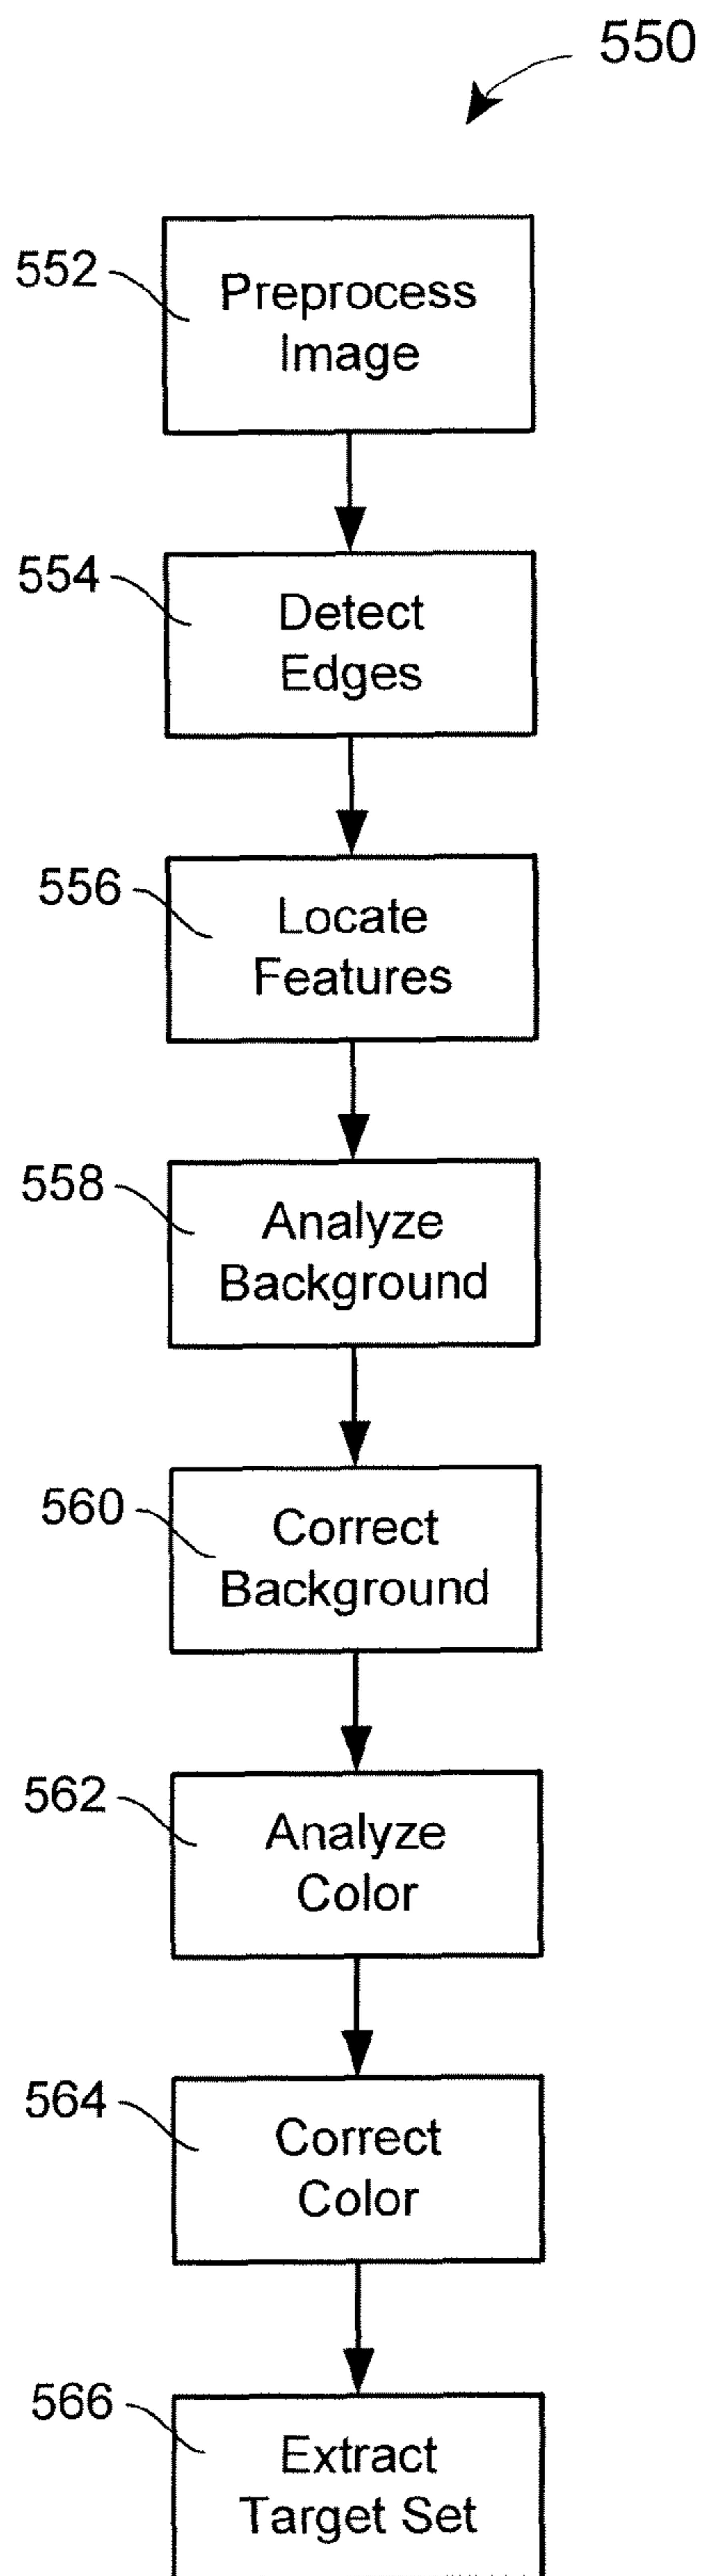 550
552
Preprocess
Image
554
Detect
Edges
556
Locate
Features
558
Analyze
Background
560
Correct
Background
562
Analyze
Color
564
Correct
Color
566
Extract
Target Set